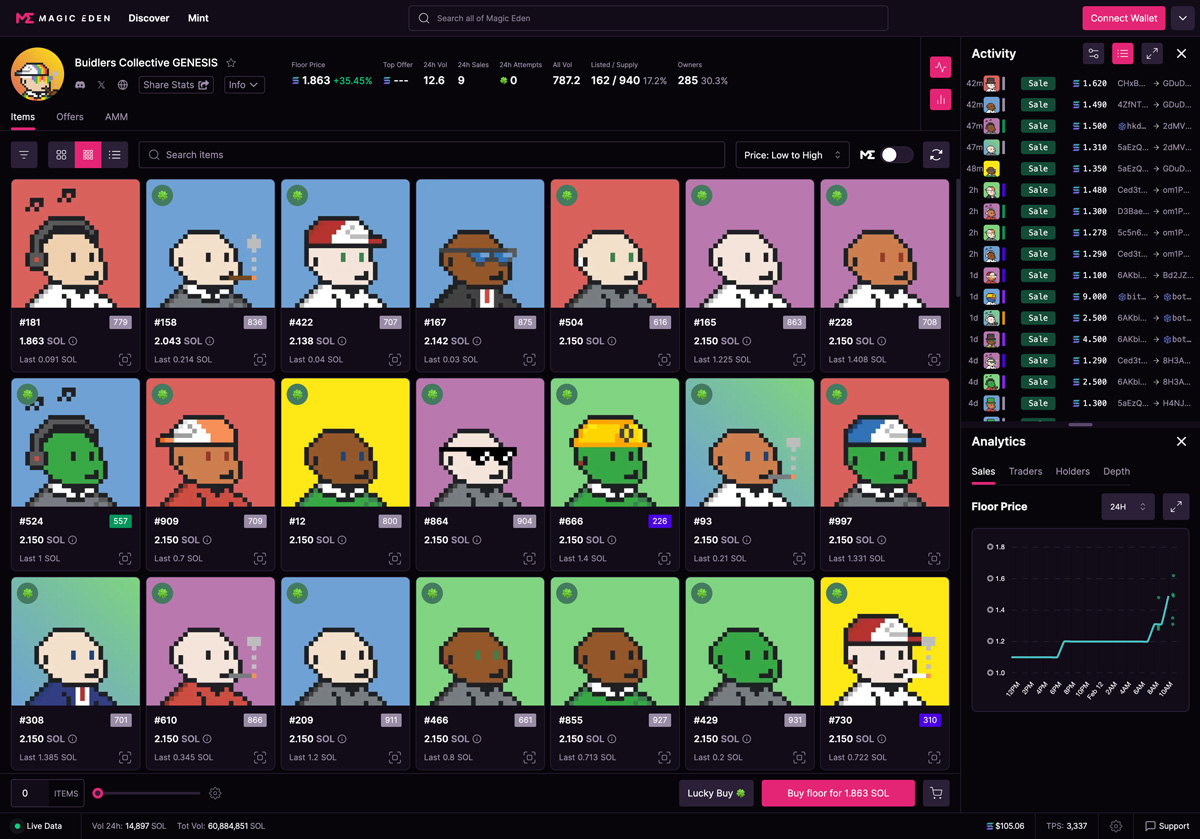 MAGIC EDEN
Discover
Mint
Search all of Magic Eden
Connect Wallet
Buidlers Collective GENESIS
Share Stats
Info
Floor Price
1.863 +35.45%
Top Offer
---
24h Vol
12.6
24h Sales
9
24h Attempts
0
All Vol
787.2
Listed / Supply
162 / 940 17.2%
Owners
285 30.3%
Items
Offers
AMM
Search items
Price: Low to High
ME
#181 779
1.863 SOL
Last 0.091 SOL
#158 836
2.043 SOL
Last 0.214 SOL
#422 707
2.138 SOL
Last 0.04 SOL
#167 875
2.142 SOL
Last 0.03 SOL
#504 616
2.150 SOL
Last 2.150 SOL
#165 863
2.150 SOL
Last 1.225 SOL
#228 708
2.150 SOL
Last 1.408 SOL
#524 557
2.150 SOL
Last 1 SOL
#909 709
2.150 SOL
Last 0.7 SOL
#12 800
2.150 SOL
#864 904
2.150 SOL
#666 226
2.150 SOL
Last 1.4 SOL
#93 814
2.150 SOL
Last 0.21 SOL
#997
2.150 SOL
Last 1.331 SOL
#308 701
2.150 SOL
Last 1.385 SOL
#610 866
2.150 SOL
Last 0.345 SOL
#209 911
2.150 SOL
Last 1.2 SOL
#466 661
2.150 SOL
Last 0.8 SOL
#855 927
2.150 SOL
Last 0.713 SOL
#429 931
2.150 SOL
Last 0.2 SOL
#730 310
2.150 SOL
Last 0.722 SOL
0 ITEMS
Lucky Buy
Buy floor for 1.863 SOL
Activity
42m Sale 1.620 CHxB... → GDuD...
42m Sale 1.490 4ZfNT... → GDuD...
47m Sale 1.500 @hkd... → 2dMV...
47m Sale 1.310 5aEzX... → 2dMV...
48m Sale 1.350 5aEzQ... → GDuD...
2h Sale 1.480 Ced3t... → om1P...
2h Sale 1.300 D3Bae... → om1P...
2h Sale 1.278 5c5n6... → om1P...
2h Sale 1.290 Ced3t... → om1P...
1d Sale 1.100 6AKbi... → Bd2JZ...
1d Sale 9.000 bit... → bot...
1d Sale 2.500 6AKbi... → bot...
1d Sale 4.500 6AKbi... → bot...
4d Sale 1.290 Ced3t... → 8H3A...
4d Sale 2.500 6AKbi... → 8H3A...
4d Sale 1.300 5aEzQ... → H4NJ...
Analytics
Sales
Traders
Holders
Depth
Floor Price
24H
1.8
1.6
1.4
1.2
1.0
12PM 2PM 4PM 6PM 8PM 10PM Feb 12 2AM 4AM 6AM 8AM 10AM
Live Data
Vol 24h: 14,897 SOL
Tot Vol: 60,884,851 SOL
$105.06
TPS: 3,337
Support